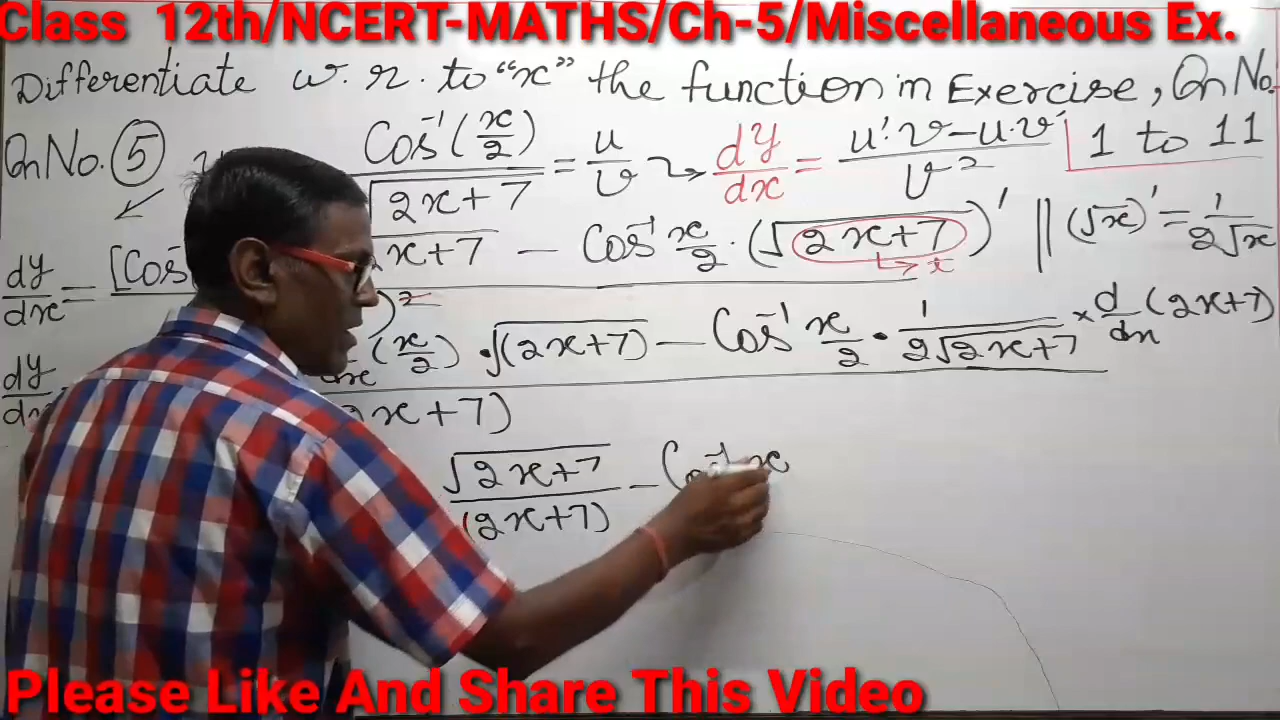 Class 12th/NCERT-MATHS/Ch-5/Miscellaneous Ex.
Differentiate w.r. to "x" the function in Exercise, Qn No.
1 to 11
Qn No. 5 Cos⁻¹(x/2) / √(2x+7) = u/v → dy/dx = (u'.v - u.v') / v²
dy/dx = [Cos⁻ x+7 - Cos⁻¹ x/2 . (√(2x+7))' || (√x)' = 1/(2√x)
→ x
)²
dy/ (x/2) . √(2x+7) - Cos⁻¹ x/2 . 1/(2√(2x+7)) × d/dx (2x+7)
x+7)
√(2x+7) / (2x+7) - Cos⁻¹ x
Please Like And Share This Video